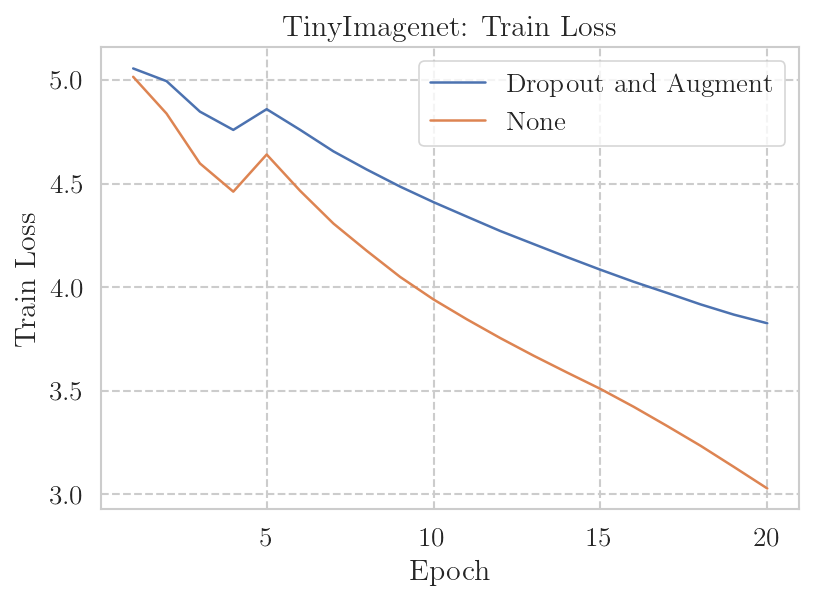 TinyImagenet: Train Loss
Dropout and Augment
None
Train Loss
5.0
4.5
4.0
3.5
3.0
5
10
15
20
Epoch